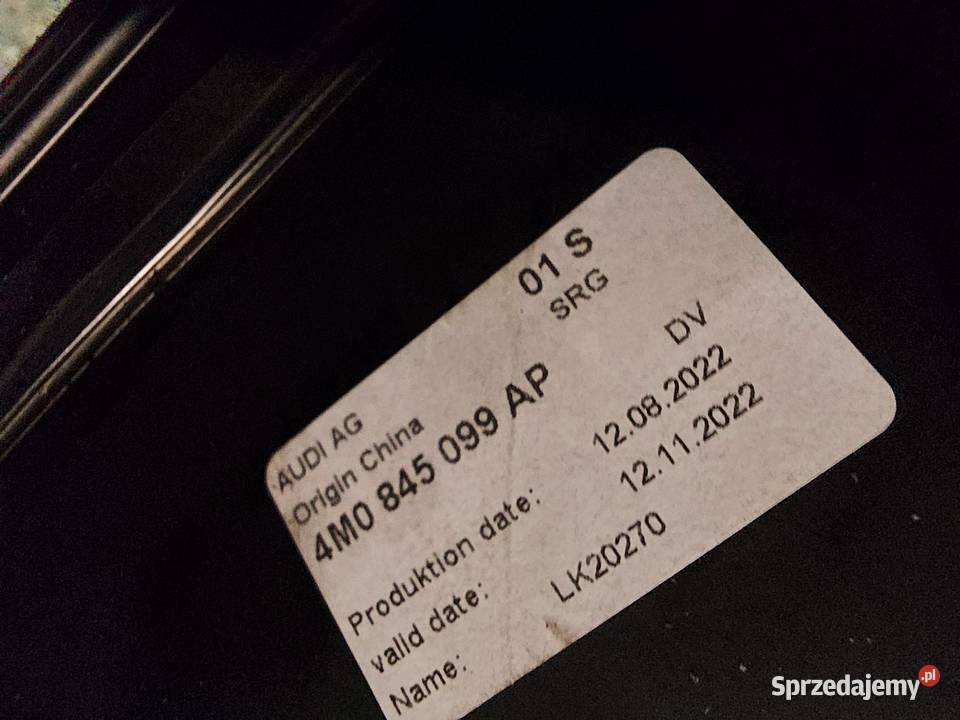 01 S
SRG
AUDI AG
Origin China
4M0 845 099 AP
DV
Produktion date: 12.08.2022
valid date: 12.11.2022
Name: LK20270
Sprzedajemy.pl